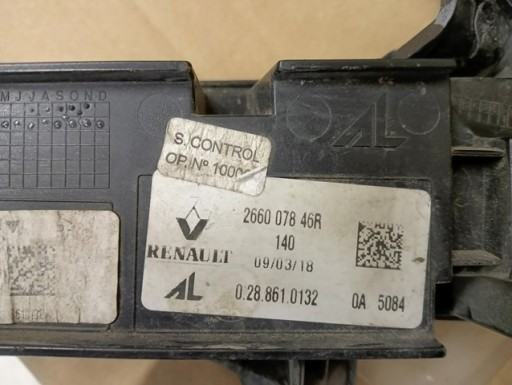 M J J A S O N D
AL
S. CONTROL
OP. Nº 1000
2660 078 46R
140
RENAULT
09/03/18
AL
0.28.861.0132
0A 5084